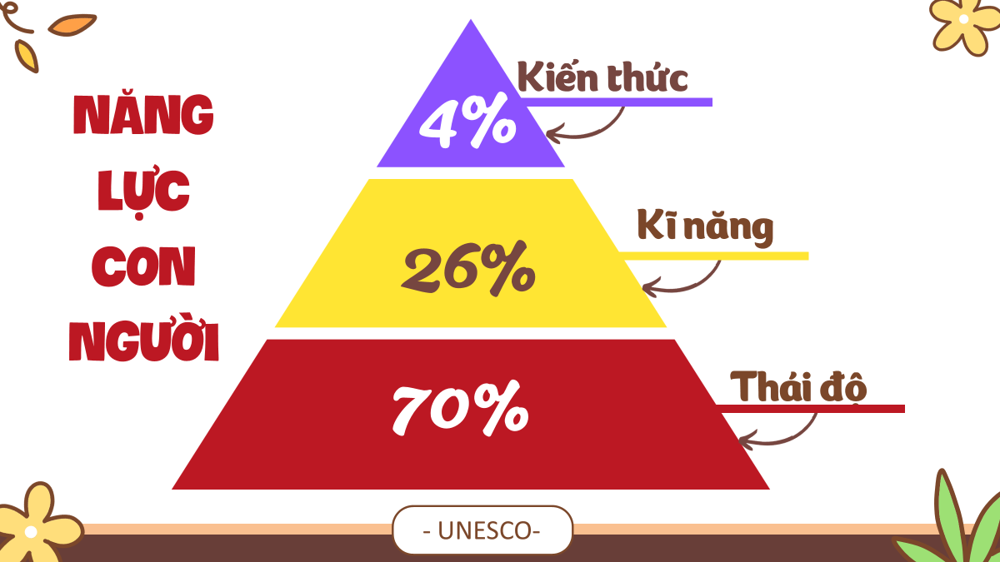 NĂNG
LỰC
CON
NGƯỜI
Kiến thức
4%
Kĩ năng
26%
Thái độ
70%
- UNESCO-